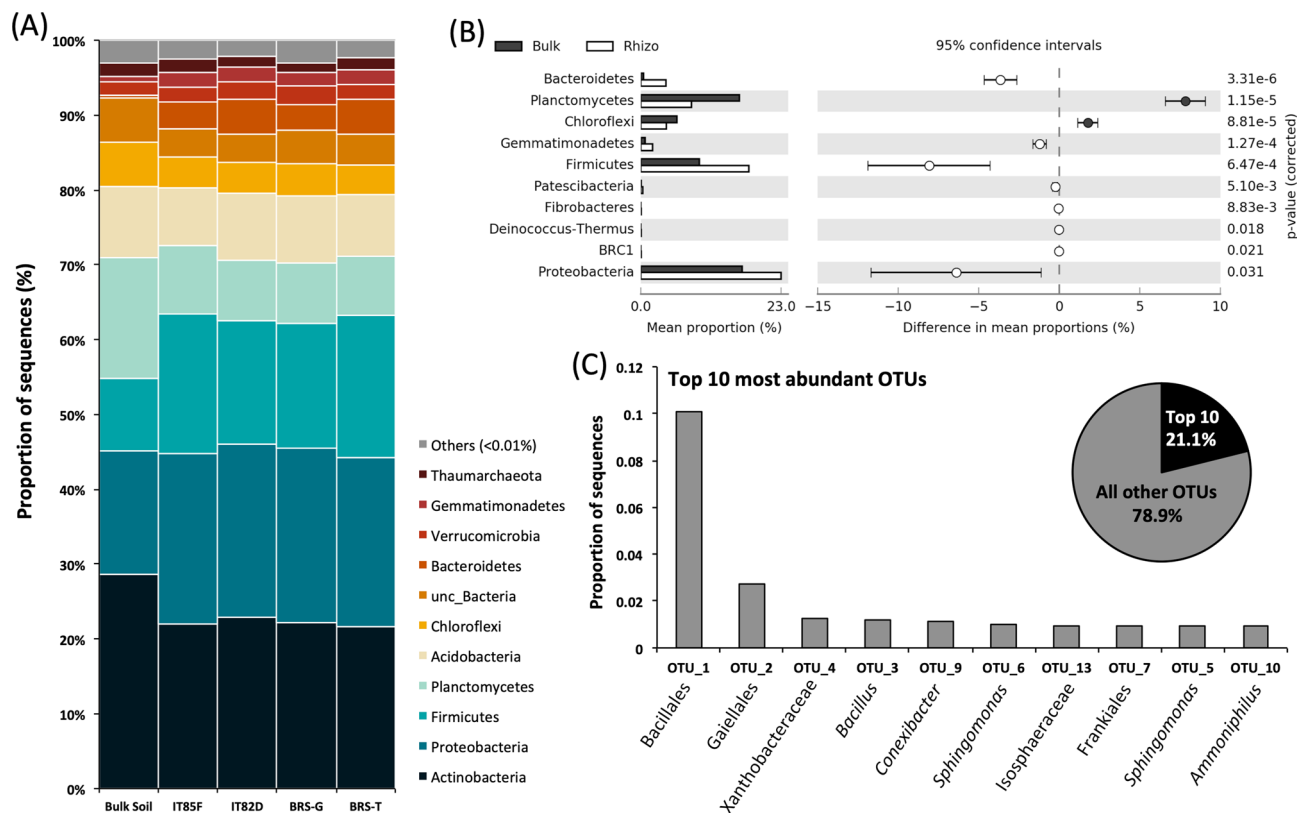 (A)
100%
90%
80%
70%
60%
50%
40%
30%
20%
10%
0%
Proportion of sequences (%)
Bulk Soil IT85F IT82D BRS-G BRS-T
Others (<0.01%)
Thaumarchaeota
Gemmatimonadetes
Verrucomicrobia
Bacteroidetes
unc_Bacteria
Chloroflexi
Acidobacteria
Planctomycetes
Firmicutes
Proteobacteria
Actinobacteria
(B)
Bulk Rhizo
95% confidence intervals
Bacteroidetes 3.31e-6
Planctomycetes 1.15e-5
Chloroflexi 8.81e-5
Gemmatimonadetes 1.27e-4
Firmicutes 6.47e-4
Patescibacteria 5.10e-3
Fibrobacteres 8.83e-3
Deinococcus-Thermus 0.018
BRC1 0.021
Proteobacteria 0.031
p-value (corrected)
0.0 23.0 −15 −10 −5 0 5 10
Mean proportion (%) Difference in mean proportions (%)
(C)
Top 10 most abundant OTUs
0.12
0.1
0.08
0.06
0.04
0.02
0
Proportion of sequences
Top 10
21.1%
All other OTUs
78.9%
OTU_1 OTU_2 OTU_4 OTU_3 OTU_9 OTU_6 OTU_13 OTU_7 OTU_5 OTU_10
Bacillales
Gaiellales
Xanthobacteraceae
Bacillus
Conexibacter
Sphingomonas
Isosphaeraceae
Frankiales
Sphingomonas
Ammoniphilus